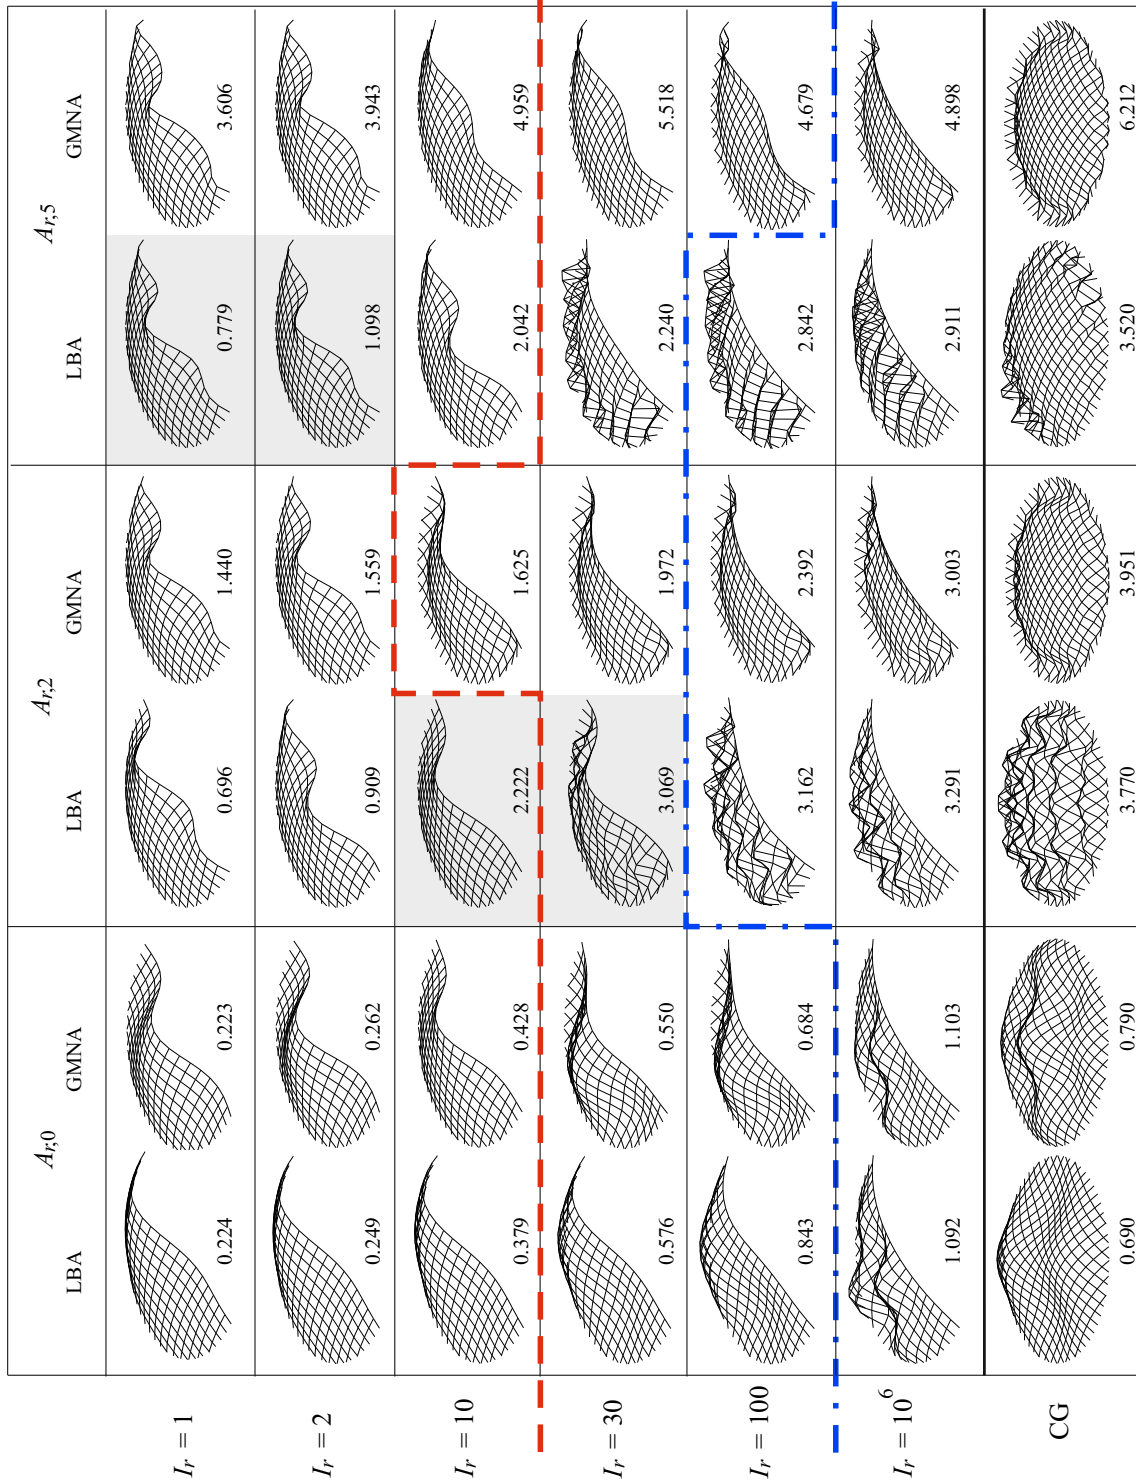 A_{r,0} A_{r,2} A_{r,5}
LBA GMNA LBA GMNA LBA GMNA
I_r = 1 0.224 0.223 0.696 1.440 0.779 3.606
I_r = 2 0.249 0.262 0.909 1.559 1.098 3.943
I_r = 10 0.379 0.428 2.222 1.625 2.042 4.959
I_r = 30 0.576 0.550 3.069 1.972 2.240 5.518
I_r = 100 0.843 0.684 3.162 2.392 2.842 4.679
I_r = 10^6 1.092 1.103 3.291 3.003 2.911 4.898
CG 0.690 0.790 3.770 3.951 3.520 6.212